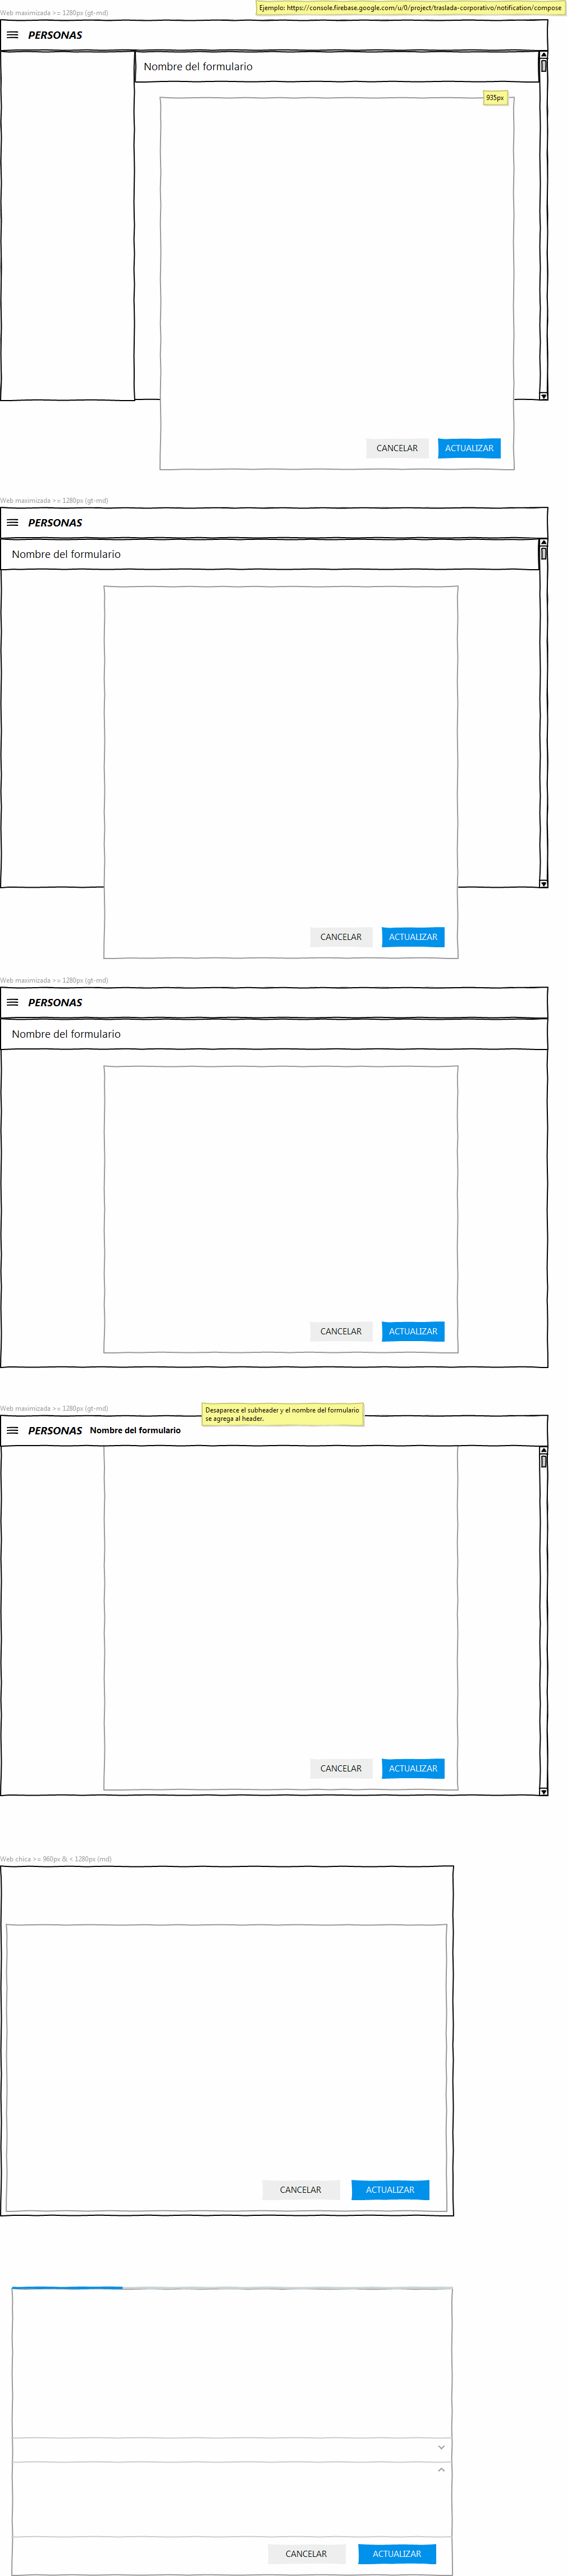 Web maximizada >= 1280px (gt-md)
Ejemplo: https://console.firebase.google.com/u/0/project/traslada-corporativo/notification/compose
PERSONAS
Nombre del formulario
935px
CANCELAR
ACTUALIZAR
Web maximizada >= 1280px (gt-md)
PERSONAS
Nombre del formulario
CANCELAR
ACTUALIZAR
Web maximizada >= 1280px (gt-md)
PERSONAS
Nombre del formulario
CANCELAR
ACTUALIZAR
Web maximizada >= 1280px (gt-md)
Desaparece el subheader y el nombre del formulario
se agrega al header.
PERSONAS Nombre del formulario
CANCELAR
ACTUALIZAR
Web chica >= 960px & < 1280px (md)
CANCELAR
ACTUALIZAR
CANCELAR
ACTUALIZAR